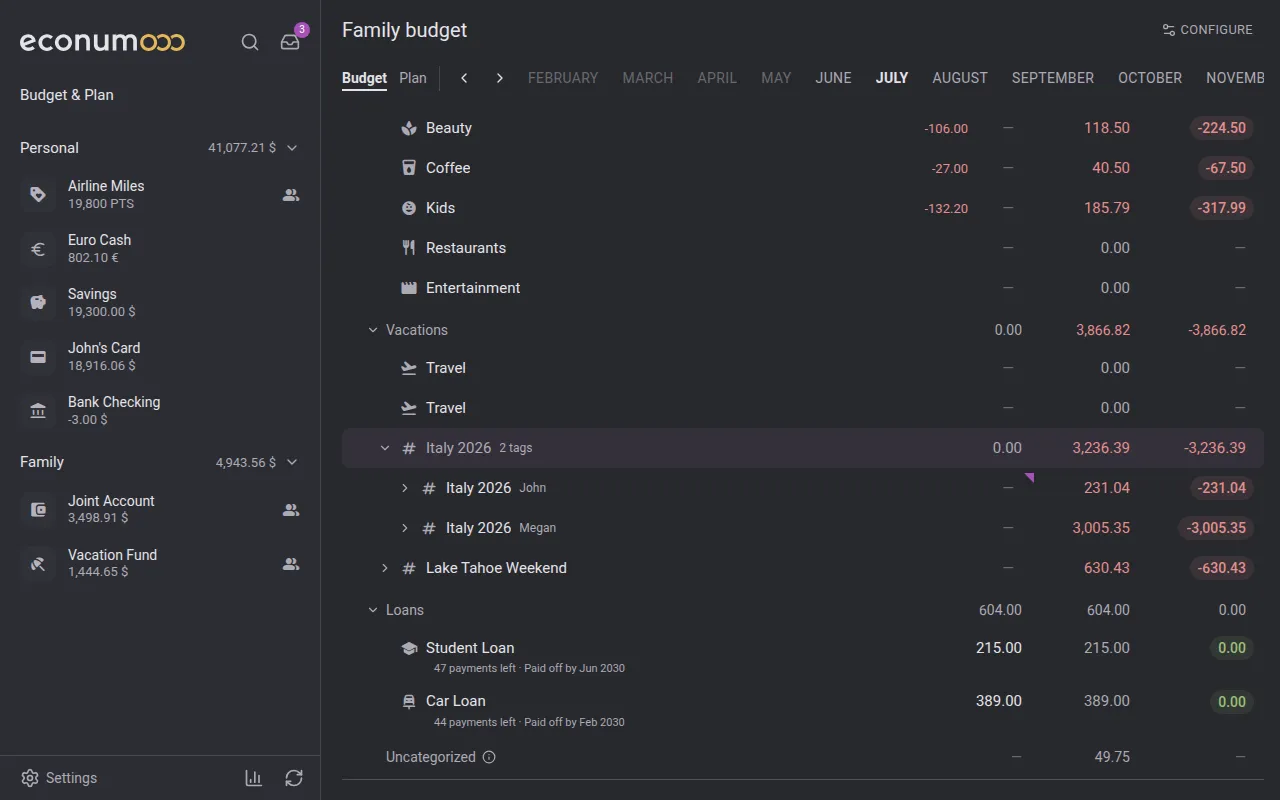 econumooo
3
Budget & Plan
Personal 41,077.21 $
Airline Miles
19,800 PTS
Euro Cash
802.10 €
Savings
19,300.00 $
John's Card
18,916.06 $
Bank Checking
-3.00 $
Family 4,943.56 $
Joint Account
3,498.91 $
Vacation Fund
1,444.65 $
Settings
Family budget CONFIGURE
Budget Plan FEBRUARY MARCH APRIL MAY JUNE JULY AUGUST SEPTEMBER OCTOBER NOVEMB
Beauty -106.00 — 118.50 -224.50
Coffee -27.00 — 40.50 -67.50
Kids -132.20 — 185.79 -317.99
Restaurants — 0.00 —
Entertainment — 0.00 —
Vacations 0.00 3,866.82 -3,866.82
Travel — 0.00 —
Travel — 0.00 —
# Italy 2026 2 tags 0.00 3,236.39 -3,236.39
# Italy 2026 John — 231.04 -231.04
# Italy 2026 Megan — 3,005.35 -3,005.35
# Lake Tahoe Weekend — 630.43 -630.43
Loans 604.00 604.00 0.00
Student Loan 215.00 215.00 0.00
47 payments left · Paid off by Jun 2030
Car Loan 389.00 389.00 0.00
44 payments left · Paid off by Feb 2030
Uncategorized — 49.75 —